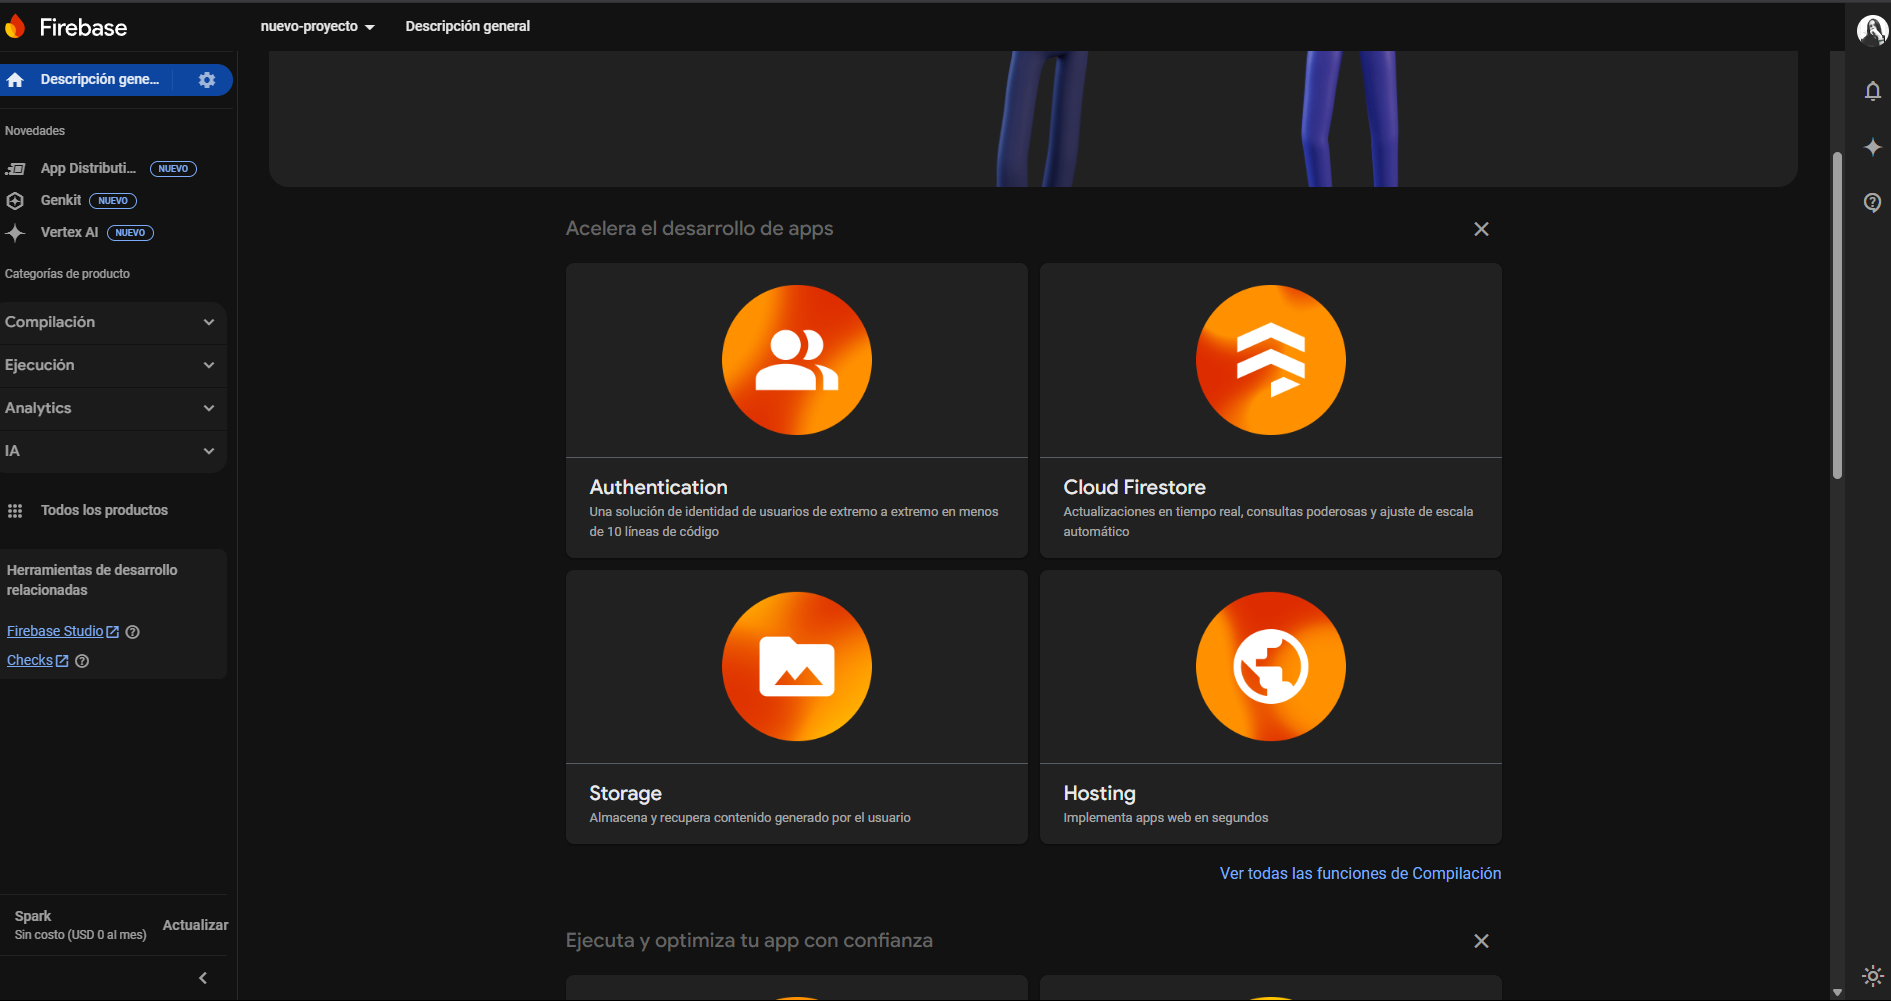 Firebase
nuevo-proyecto
Descripción general
Descripción gene...
Novedades
App Distributi... NUEVO
Genkit NUEVO
Vertex AI NUEVO
Categorías de producto
Compilación
Ejecución
Analytics
IA
Todos los productos
Herramientas de desarrollo
relacionadas
Firebase Studio
Checks
Spark
Sin costo (USD 0 al mes)
Actualizar
Acelera el desarrollo de apps
Authentication
Una solución de identidad de usuarios de extremo a extremo en menos
de 10 líneas de código
Cloud Firestore
Actualizaciones en tiempo real, consultas poderosas y ajuste de escala
automático
Storage
Almacena y recupera contenido generado por el usuario
Hosting
Implementa apps web en segundos
Ver todas las funciones de Compilación
Ejecuta y optimiza tu app con confianza